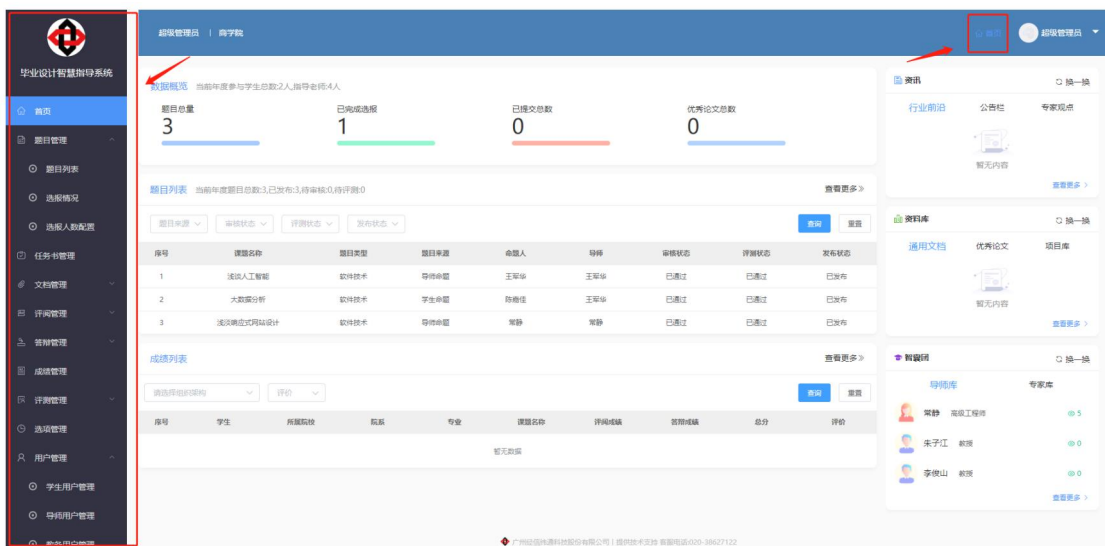 毕业设计智慧指导系统
首页
题目管理
题目列表
选报情况
选报人数配置
任务书管理
文档管理
评阅管理
答辩管理
成绩管理
评测管理
选项管理
用户管理
学生用户管理
导师用户管理
教务用户管理
超级管理员 | 商学院
首页
超级管理员
数据概览 当前年度参与学生总数:2人,指导老师:4人
题目总量 已完成选报 已提交总数 优秀论文总数
3 1 0 0
题目列表 当前年度题目总数:3,已发布:3,待审核:0,待评测:0 查看更多》
题目来源 审核状态 评测状态 发布状态 查询 重置
序号 课题名称 题目类型 题目来源 命题人 导师 审核状态 评测状态 发布状态
1 浅谈人工智能 软件技术 导师命题 王军华 王军华 已通过 已通过 已发布
2 大数据分析 软件技术 学生命题 陈雁佳 王军华 已通过 已通过 已发布
3 浅谈响应式网站设计 软件技术 导师命题 常静 常静 已通过 已通过 已发布
成绩列表 查看更多》
请选择组织架构 评价 查询 重置
序号 学生 所属院校 院系 专业 课题名称 评阅成绩 答辩成绩 总分 评价
暂无数据
资讯 换一换
行业前沿 公告栏 专家观点
暂无内容
查看更多 >
资料库 换一换
通用文档 优秀论文 项目库
暂无内容
查看更多 >
智囊团 换一换
导师库 专家库
常静 高级工程师 5
朱子江 教授 0
李俊山 教授 0
查看更多 >
提供技术支持 客服电话:020-38627122